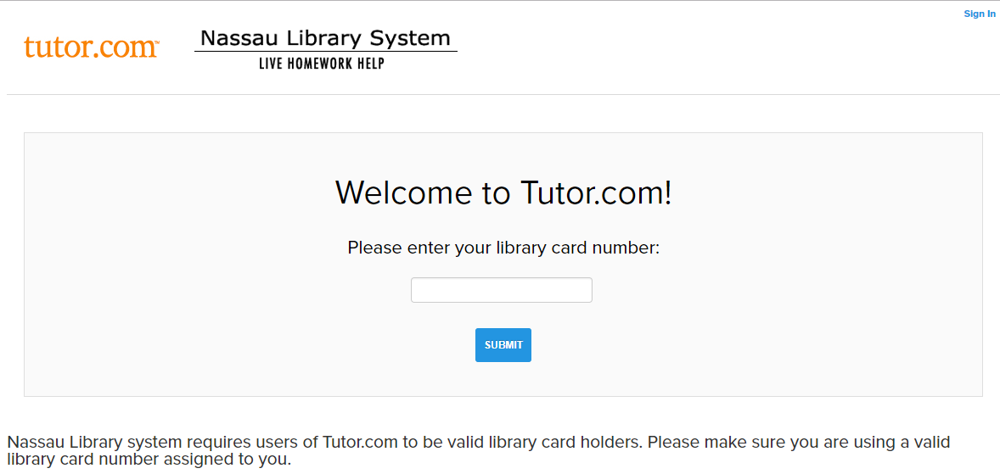 Sign In
tutor.com™
Nassau Library System
LIVE HOMEWORK HELP
Welcome to Tutor.com!
Please enter your library card number:
SUBMIT
Nassau Library system requires users of Tutor.com to be valid library card holders. Please make sure you are using a valid
library card number assigned to you.